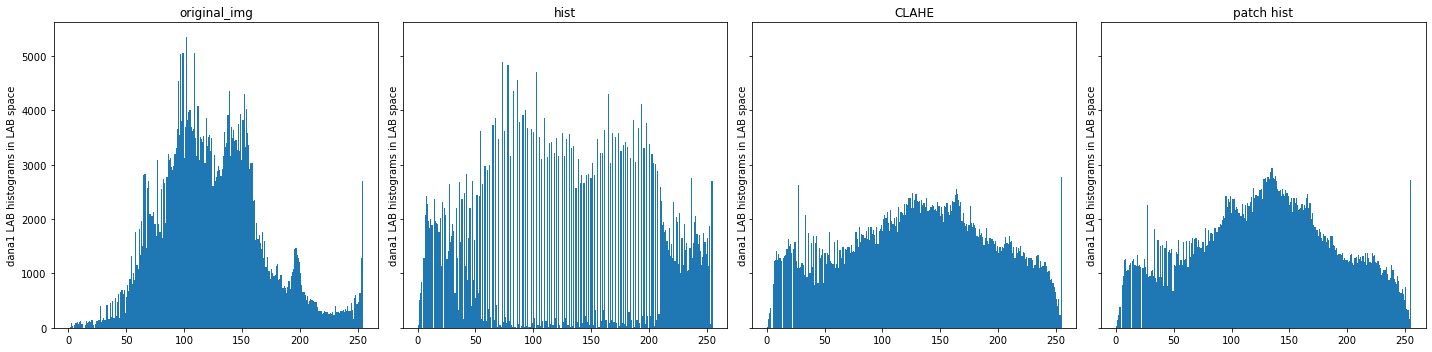 original_img
hist
CLAHE
patch hist
dana1 LAB histograms in LAB space
dana1 LAB histograms in LAB space
dana1 LAB histograms in LAB space
dana1 LAB histograms in LAB space
5000
4000
3000
2000
1000
0
0 50 100 150 200 250
0 50 100 150 200 250
0 50 100 150 200 250
0 50 100 150 200 250